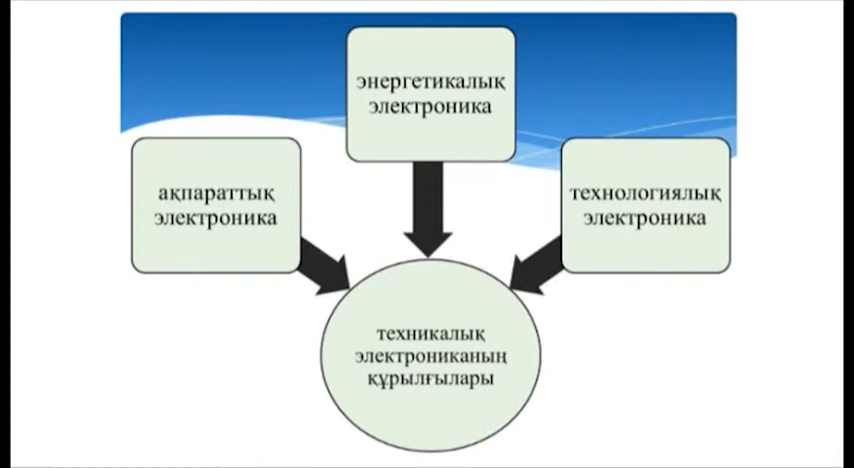 энергетикалық
электроника
ақпараттық
электроника
технологиялық
электроника
техникалық
электрониканың
құрылғылары